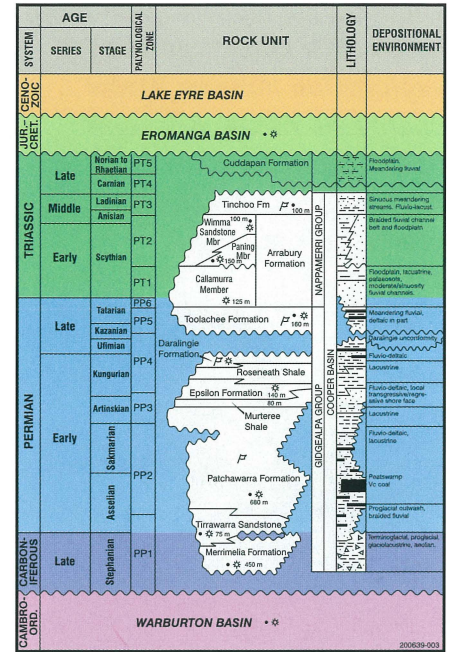 AGE
SYSTEM
SERIES
STAGE
PALYNOLOGICAL ZONE
ROCK UNIT
LITHOLOGY
DEPOSITIONAL ENVIRONMENT
CENO-
ZOIC
LAKE EYRE BASIN
JUR.–
CRET.
EROMANGA BASIN
TRIASSIC
Late
Norian to
Rhaetian
PT5
Cuddapan Formation
Floodplain,
Meandering fluvial
Carnian
PT4
Middle
Ladinian
PT3
Tinchoo Fm
100 m
Sinuous meandering
streams. Fluvio-lacust.
Anisian
Early
Scythian
PT2
Wimma
Sandstone
Mbr
100 m
Paning
Mbr
150 m
Arrabury
Formation
Braided fluvial channel
belt and floodplain
PT1
Callamurra
Member
125 m
Floodplain, lacustrine,
palaeosols,
moderate/sinuosity
fluvial channels.
NAPPAMERRI GROUP
COOPER BASIN
GIDGEALPA GROUP
PERMIAN
Late
Tatarian
PP6
PP5
Toolachee Formation
160 m
Meandering fluvial,
deltaic in part
Kazanian
Ufimian
Daralingie unconformity
Daralingie
Formation
Early
Kungurian
PP4
Fluvio-deltaic
Roseneath Shale
Lacustrine
Epsilon Formation
140 m
80 m
Fluvio-deltaic, local
transgressive/regre-
ssive shore face
Artinskian
PP3
Murteree
Shale
Lacustrine
Sakmarian
PP2
Fluvio-deltaic,
lacustrine
Patchawarra Formation
680 m
Peatswamp
Vc coal
Asselian
Tirrawarra Sandstone
75 m
Proglacial outwash,
braided fluvial
CARBON-
IFEROUS
Late
Stephanian
PP1
Merrimelia Formation
450 m
Terminoglacial, proglacial,
glaciolacustrine, aeolian.
CAMBRO-
ORD.
WARBURTON BASIN
200639-003